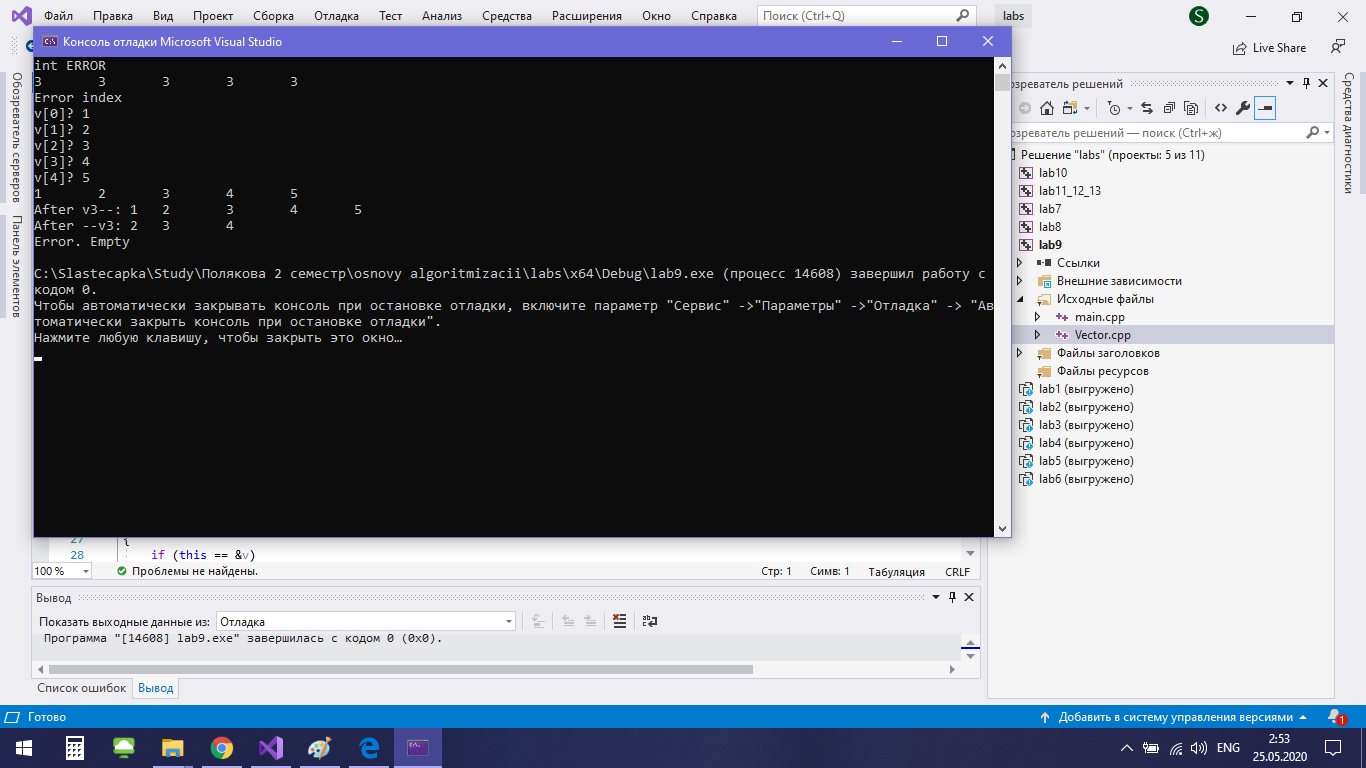 Файл Правка Вид Проект Сборка Отладка Тест Анализ Средства Расширения Окно Справка Поиск (Ctrl+Q) labs S
Live Share
Консоль отладки Microsoft Visual Studio
int ERROR
3 3 3 3 3
Error index
v[0]? 1
v[1]? 2
v[2]? 3
v[3]? 4
v[4]? 5
1 2 3 4 5
After v3--: 1 2 3 4 5
After --v3: 2 3 4
Error. Empty
C:\Slastecapka\Study\Полякова 2 семестр\osnovy algoritmizacii\labs\x64\Debug\lab9.exe (процесс 14608) завершил работу с
кодом 0.
Чтобы автоматически закрывать консоль при остановке отладки, включите параметр "Сервис" ->"Параметры" ->"Отладка" -> "Ав
томатически закрыть консоль при остановке отладки".
Нажмите любую клавишу, чтобы закрыть это окно…
Обозреватель серверов
Панель элементов
озреватель решений
озреватель решений — поиск (Ctrl+ж)
Решение "labs" (проекты: 5 из 11)
lab10
lab11_12_13
lab7
lab8
lab9
Ссылки
Внешние зависимости
Исходные файлы
main.cpp
Vector.cpp
Файлы заголовков
Файлы ресурсов
lab1 (выгружено)
lab2 (выгружено)
lab3 (выгружено)
lab4 (выгружено)
lab5 (выгружено)
lab6 (выгружено)
Средства диагностики
27 {
28 if (this == &v)
100 % Проблемы не найдены. Стр: 1 Симв: 1 Табуляция CRLF
Вывод
Показать выходные данные из: Отладка
Программа "[14608] lab9.exe" завершилась с кодом 0 (0x0).
Список ошибок Вывод
Готово Добавить в систему управления версиями 1
ENG
2:53
25.05.2020